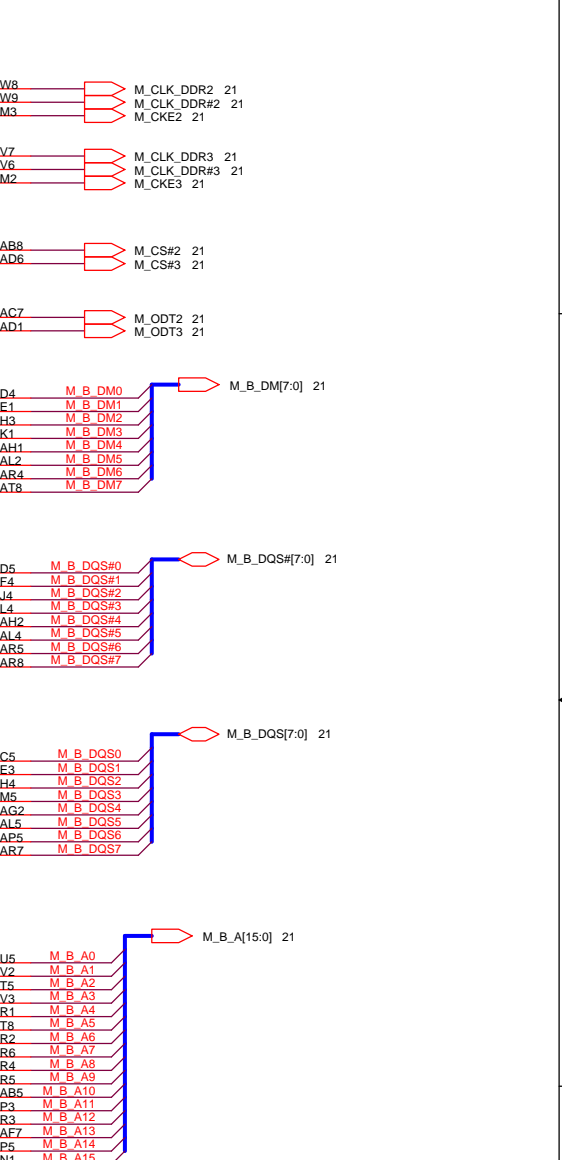 W8 M_CLK_DDR2 21
W9 M_CLK_DDR#2 21
M3 M_CKE2 21
V7 M_CLK_DDR3 21
V6 M_CLK_DDR#3 21
M2 M_CKE3 21
AB8 M_CS#2 21
AD6 M_CS#3 21
AC7 M_ODT2 21
AD1 M_ODT3 21
M_B_DM[7:0] 21
D4 M_B_DM0
E1 M_B_DM1
H3 M_B_DM2
K1 M_B_DM3
AH1 M_B_DM4
AL2 M_B_DM5
AR4 M_B_DM6
AT8 M_B_DM7
M_B_DQS#[7:0] 21
D5 M_B_DQS#0
F4 M_B_DQS#1
J4 M_B_DQS#2
L4 M_B_DQS#3
AH2 M_B_DQS#4
AL4 M_B_DQS#5
AR5 M_B_DQS#6
AR8 M_B_DQS#7
M_B_DQS[7:0] 21
C5 M_B_DQS0
E3 M_B_DQS1
H4 M_B_DQS2
M5 M_B_DQS3
AG2 M_B_DQS4
AL5 M_B_DQS5
AP5 M_B_DQS6
AR7 M_B_DQS7
M_B_A[15:0] 21
U5 M_B_A0
V2 M_B_A1
T5 M_B_A2
V3 M_B_A3
R1 M_B_A4
T8 M_B_A5
R2 M_B_A6
R6 M_B_A7
R4 M_B_A8
R5 M_B_A9
AB5 M_B_A10
P3 M_B_A11
R3 M_B_A12
AF7 M_B_A13
P5 M_B_A14
N1 M_B_A15